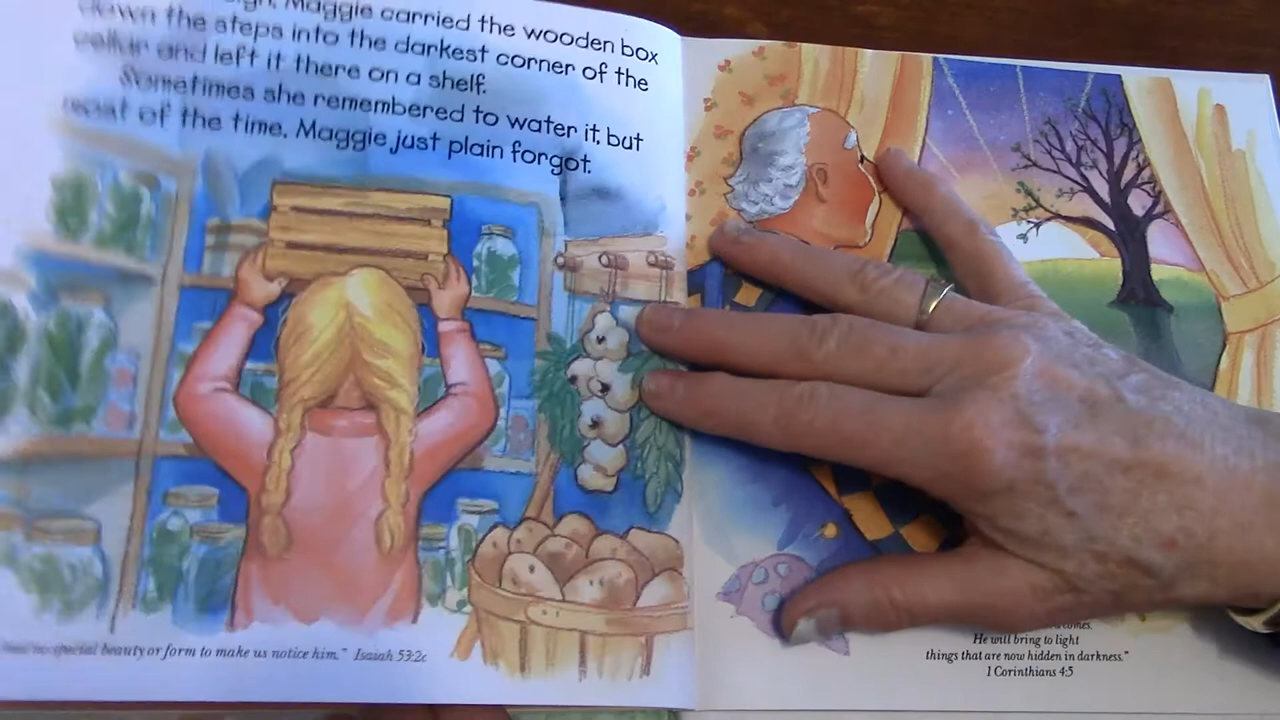 Maggie carried the wooden box
down the steps into the darkest corner of the
cellar and left it there on a shelf.
Sometimes she remembered to water it, but
most of the time, Maggie just plain forgot.
special beauty or form to make us notice him." Isaiah 53:2c
comes.
He will bring to light
things that are now hidden in darkness."
1 Corinthians 4:5